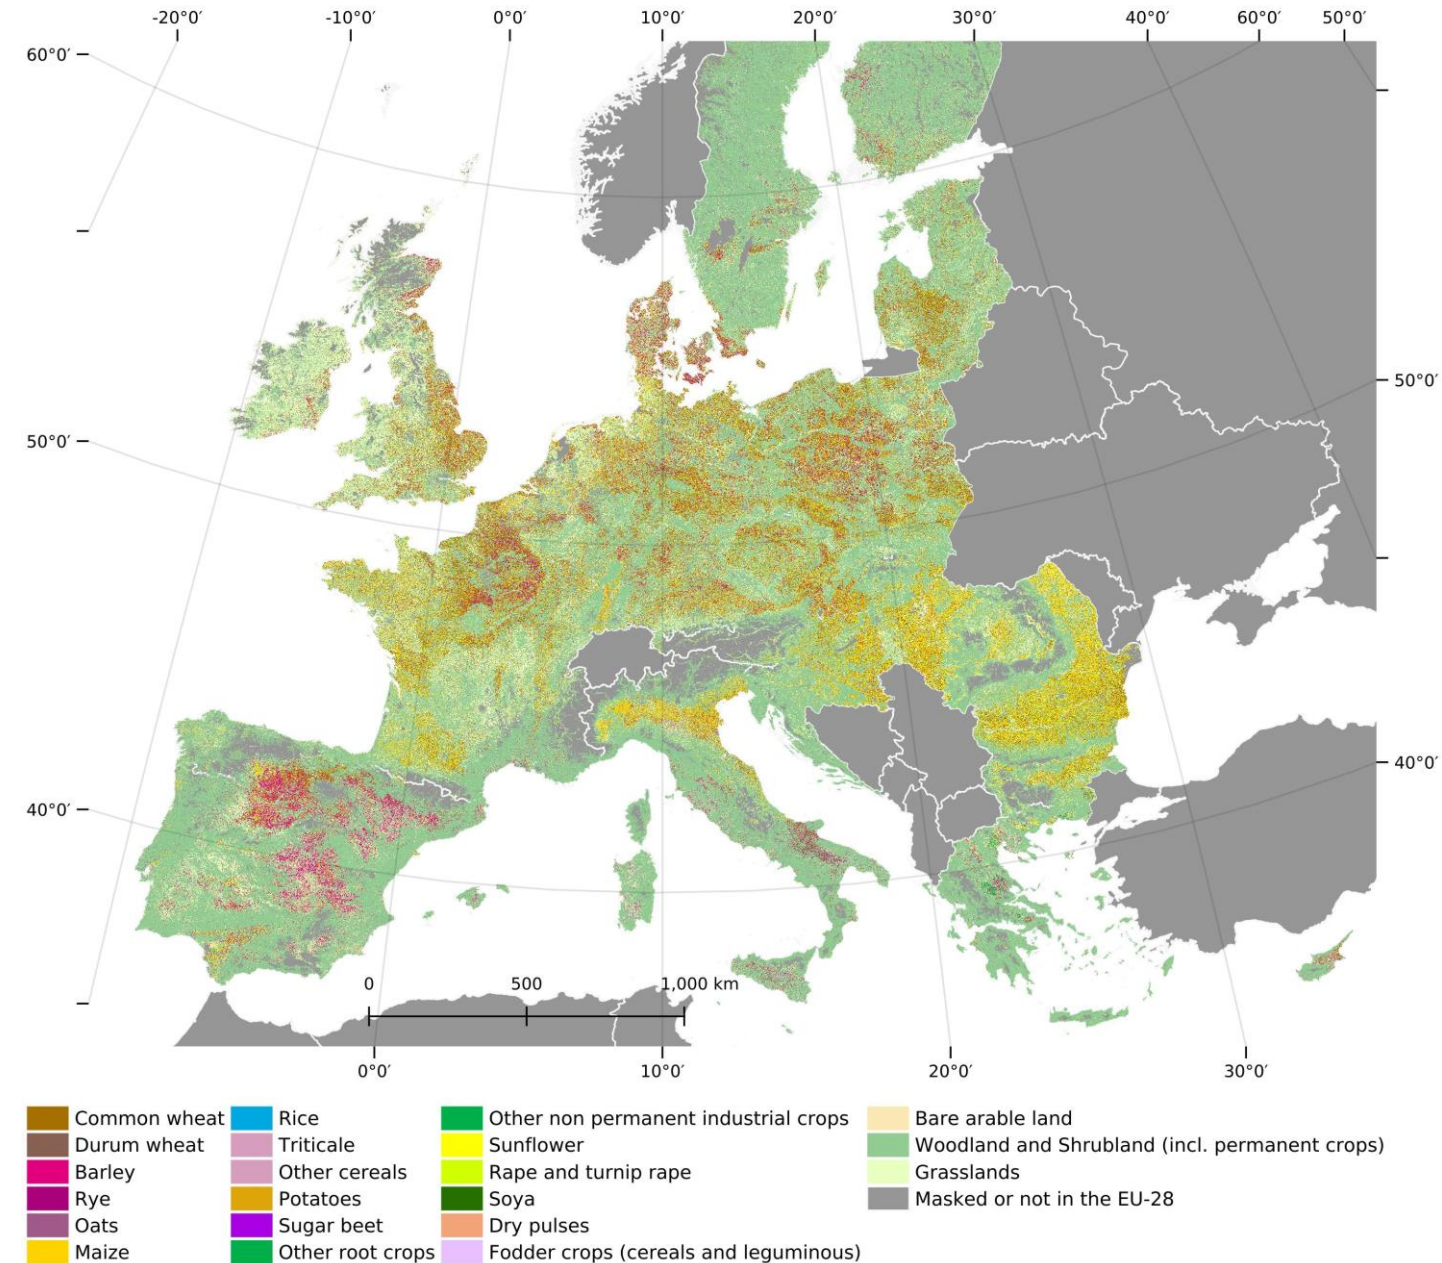 -20°0′ -10°0′ 0°0′ 10°0′ 20°0′ 30°0′ 40°0′ 60°0′ 50°0′
60°0′
50°0′
50°0′
40°0′
40°0′
0 500 1,000 km
0°0′ 10°0′ 20°0′ 30°0′
Common wheat Rice Other non permanent industrial crops Bare arable land
Durum wheat Triticale Sunflower Woodland and Shrubland (incl. permanent crops)
Barley Other cereals Rape and turnip rape Grasslands
Rye Potatoes Soya Masked or not in the EU-28
Oats Sugar beet Dry pulses
Maize Other root crops Fodder crops (cereals and leguminous)